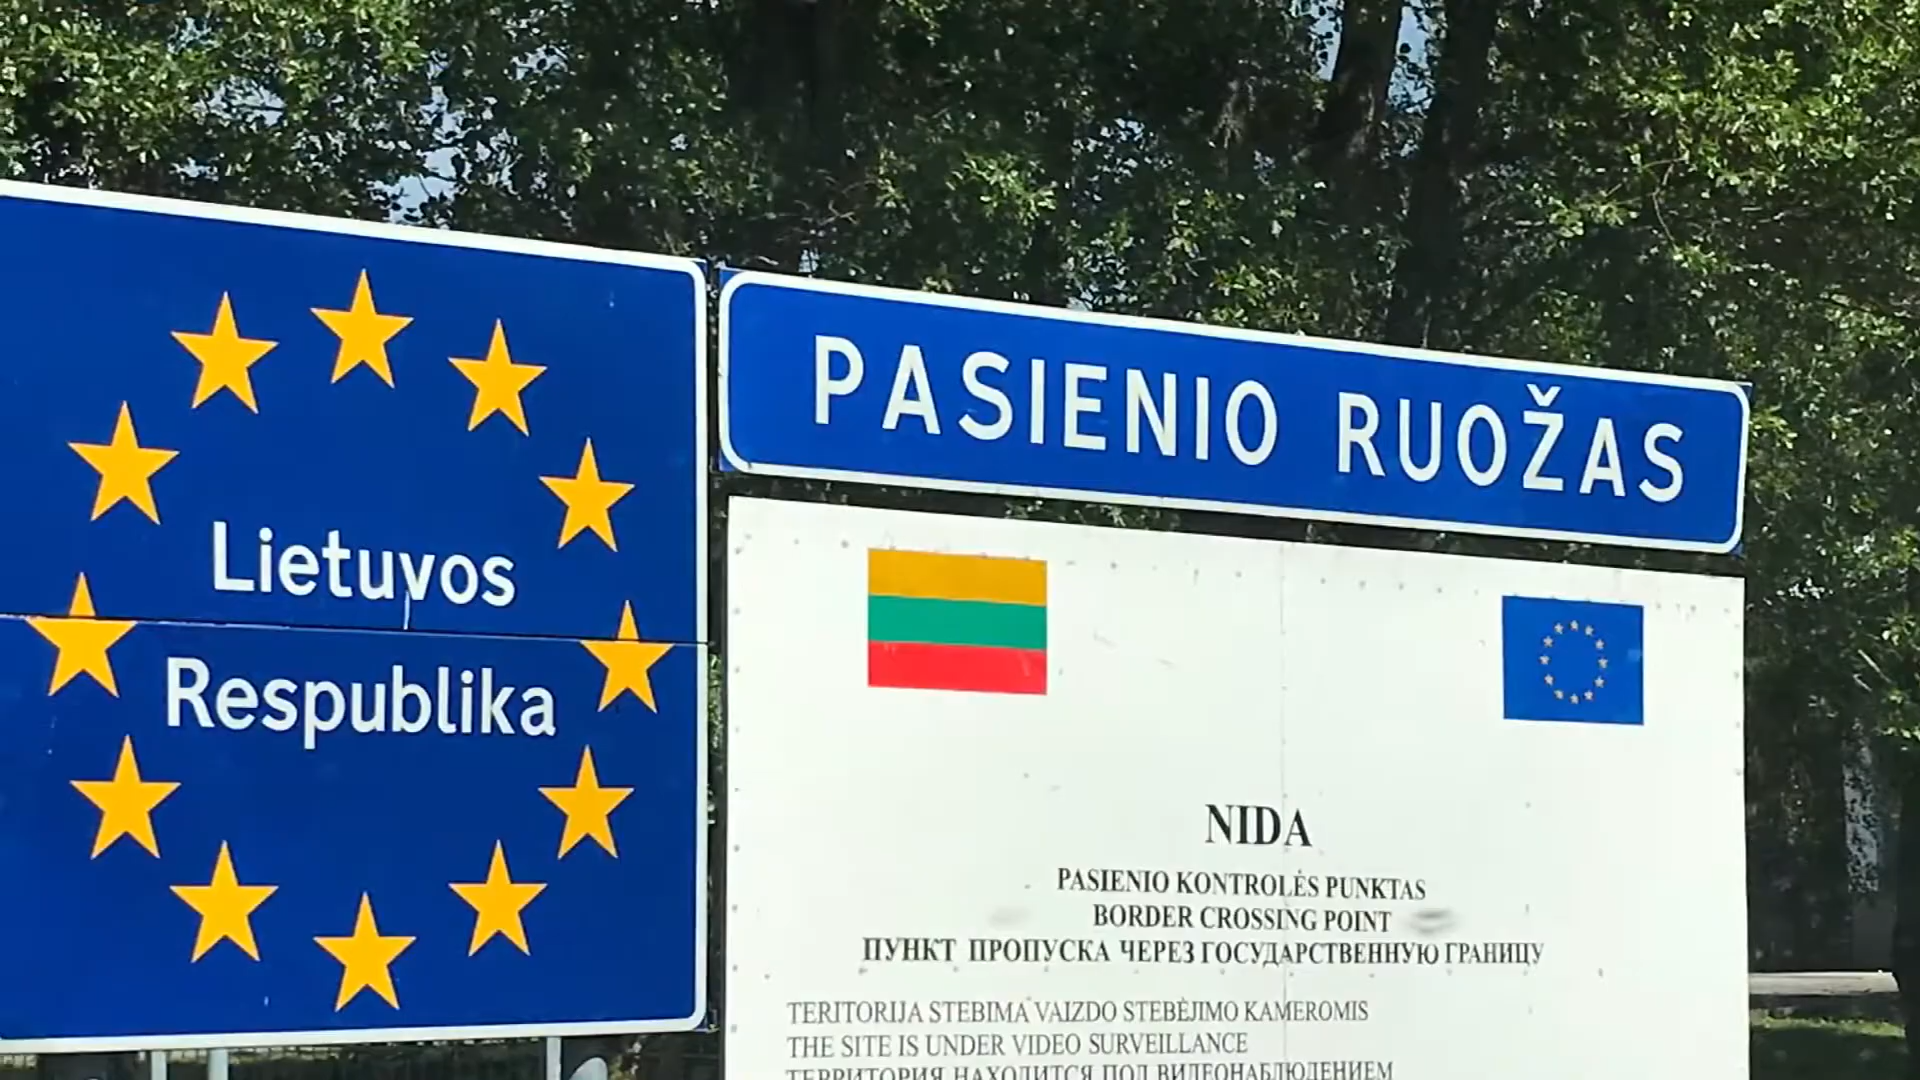 Lietuvos
Respublika
PASIENIO RUOŽAS
NIDA
PASIENIO KONTROLĖS PUNKTAS
BORDER CROSSING POINT
ПУНКТ ПРОПУСКА ЧЕРЕЗ ГОСУДАРСТВЕННУЮ ГРАНИЦУ
TERITORIJA STEBIMA VAIZDO STEBĖJIMO KAMEROMIS
THE SITE IS UNDER VIDEO SURVEILLANCE
ТЕРРИТОРИЯ НАХОДИТСЯ ПОД ВИДЕОНАБЛЮДЕНИЕМ